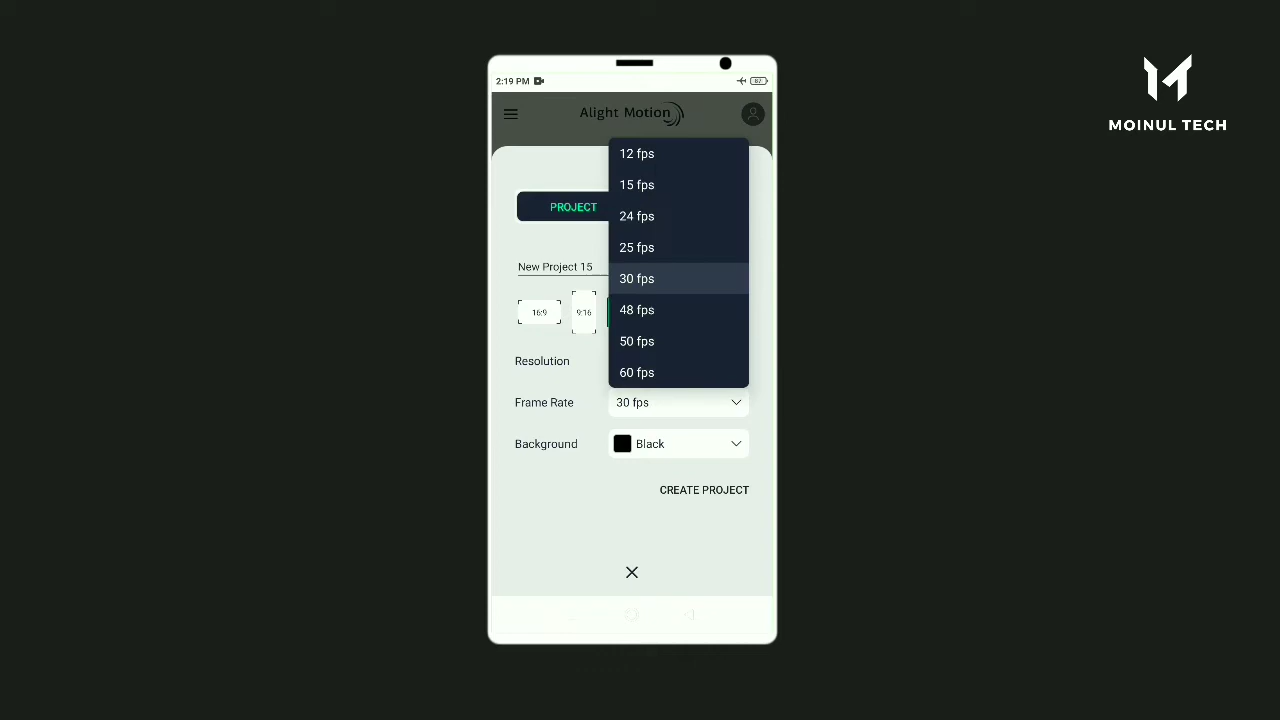 2:19 PM
87
Alight Motion
MOINUL TECH
PROJECT
New Project 15
16:9
9:16
12 fps
15 fps
24 fps
25 fps
30 fps
48 fps
50 fps
60 fps
Resolution
Frame Rate
30 fps
Background
Black
CREATE PROJECT